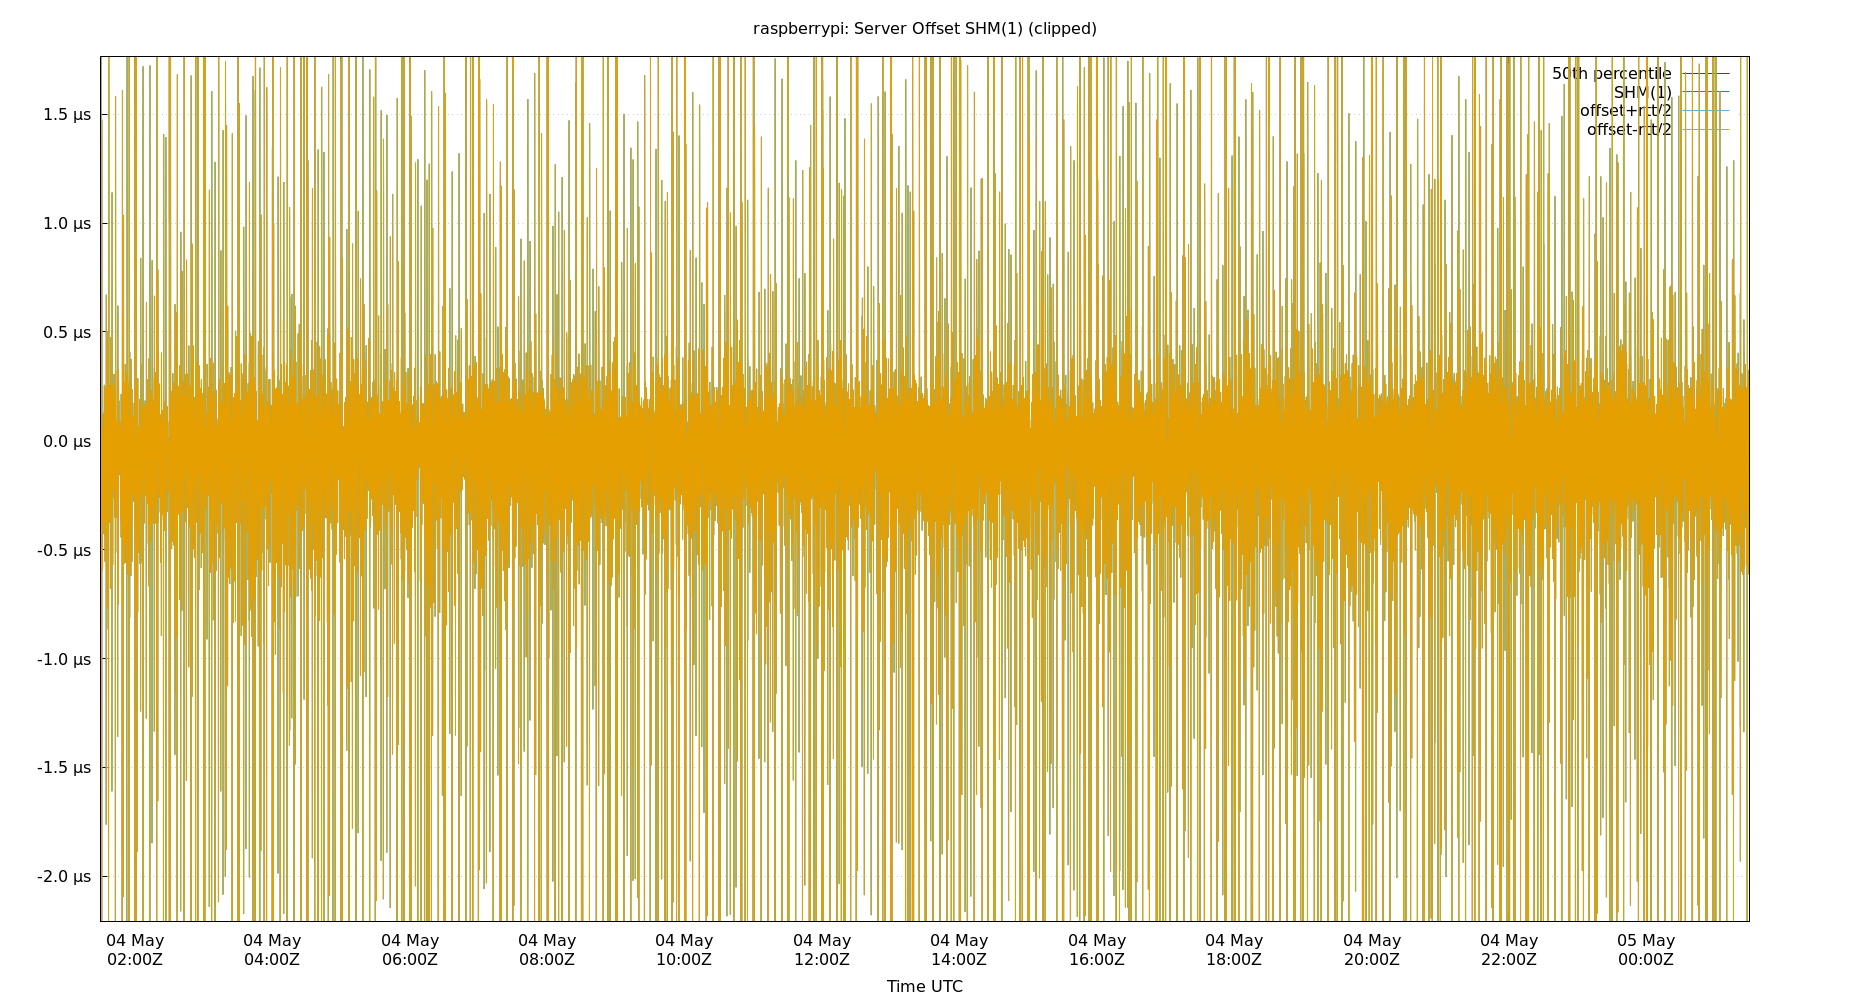 raspberrypi: Server Offset SHM(1) (clipped)
50th percentile
SHM(1)
offset+rtt/2
offset-rtt/2
1.5 µs
1.0 µs
0.5 µs
0.0 µs
-0.5 µs
-1.0 µs
-1.5 µs
-2.0 µs
04 May 04 May 04 May 04 May 04 May 04 May 04 May 04 May 04 May 04 May 04 May 05 May
02:00Z 04:00Z 06:00Z 08:00Z 10:00Z 12:00Z 14:00Z 16:00Z 18:00Z 20:00Z 22:00Z 00:00Z
Time UTC